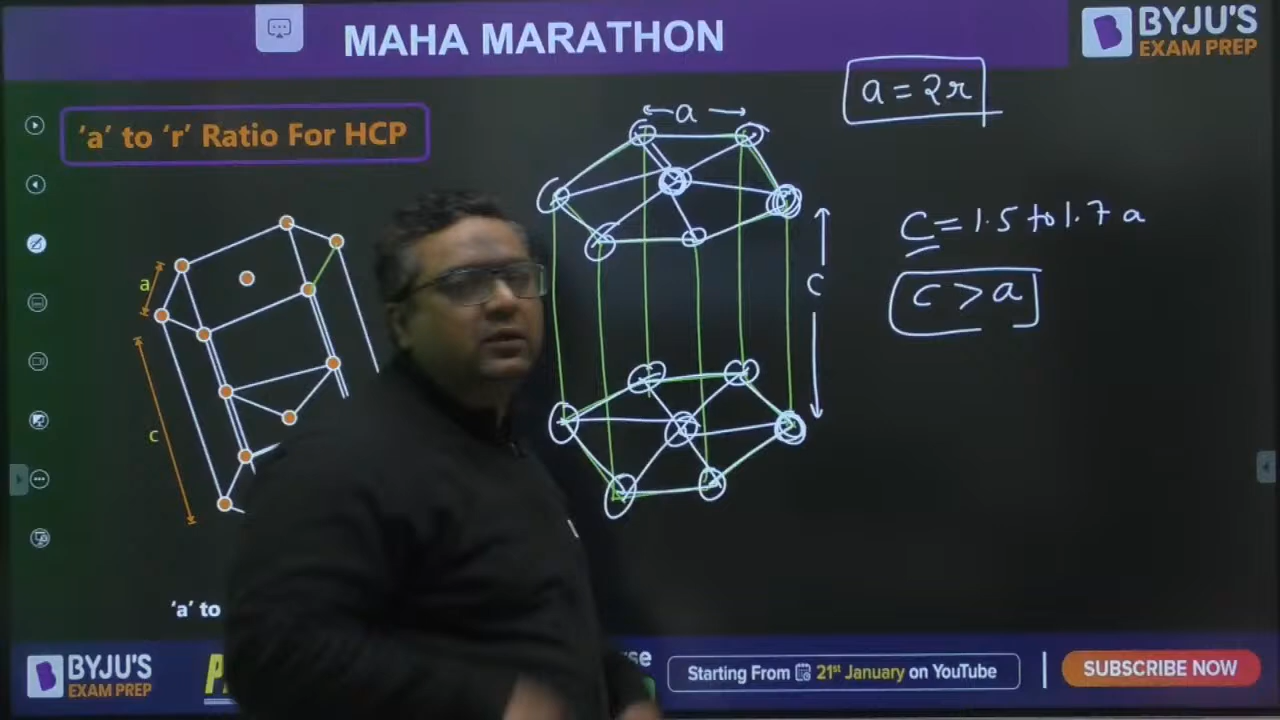 MAHA MARATHON
BYJU'S
EXAM PREP
'a' to 'r' Ratio For HCP
a
a = 2r
c = 1.5 to 1.7 a
c > a
a
c
c
'a' to
BYJU'S
EXAM PREP
Starting From 21st January on YouTube
SUBSCRIBE NOW